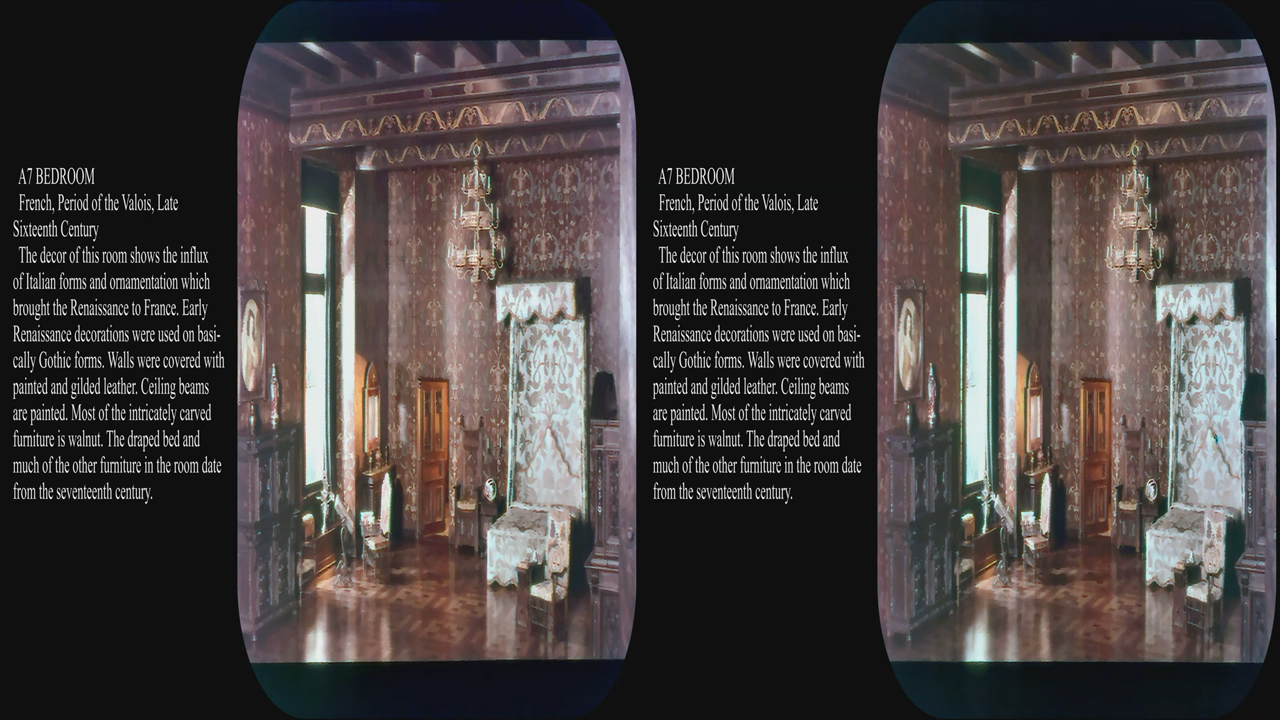 A7 BEDROOM
French, Period of the Valois, Late
Sixteenth Century
The decor of this room shows the influx
of Italian forms and ornamentation which
brought the Renaissance to France. Early
Renaissance decorations were used on basi-
cally Gothic forms. Walls were covered with
painted and gilded leather. Ceiling beams
are painted. Most of the intricately carved
furniture is walnut. The draped bed and
much of the other furniture in the room date
from the seventeenth century.
A7 BEDROOM
French, Period of the Valois, Late
Sixteenth Century
The decor of this room shows the influx
of Italian forms and ornamentation which
brought the Renaissance to France. Early
Renaissance decorations were used on basi-
cally Gothic forms. Walls were covered with
painted and gilded leather. Ceiling beams
are painted. Most of the intricately carved
furniture is walnut. The draped bed and
much of the other furniture in the room date
from the seventeenth century.